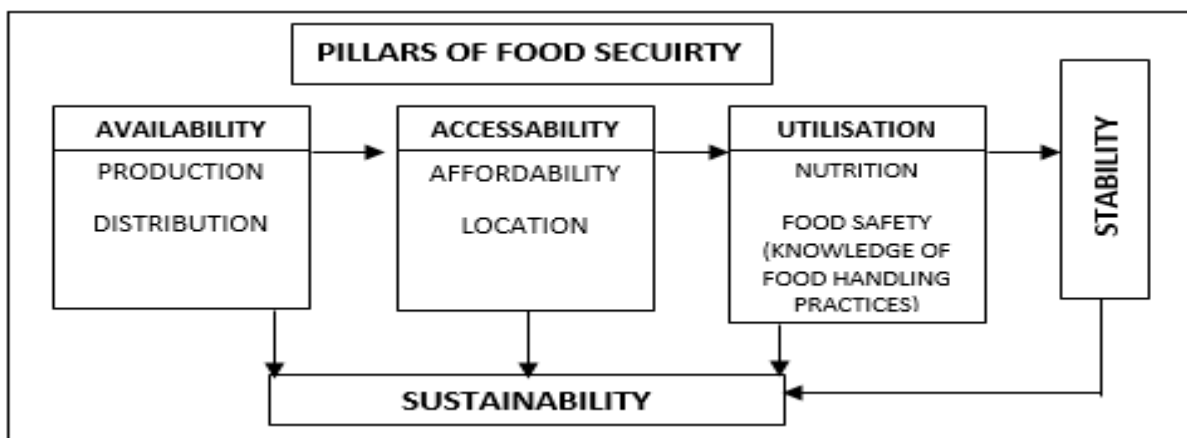 PILLARS OF FOOD SECUIRTY
AVAILABILITY
PRODUCTION
DISTRIBUTION
ACCESSABILITY
AFFORDABILITY
LOCATION
UTILISATION
NUTRITION
FOOD SAFETY
(KNOWLEDGE OF
FOOD HANDLING
PRACTICES)
STABILITY
SUSTAINABILITY